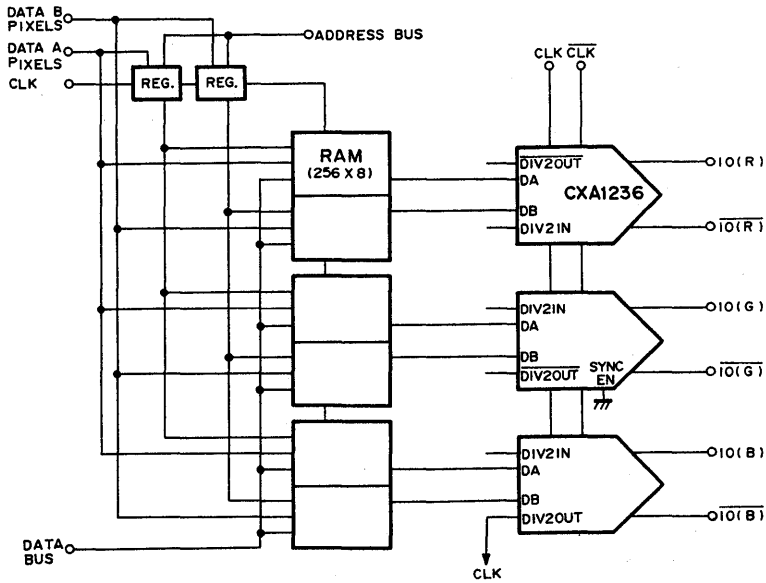 DATA B
PIXELS
DATA A
PIXELS
CLK
ADDRESS BUS
REG.
REG.
CLK
CLK
RAM
(256 X 8)
DIV2OUT
DA
CXA1236
DB
DIV2IN
IO(R)
IO(R)
DIV2IN
DA
DB
DIV2OUT
SYNC
EN
IO(G)
IO(G)
DIV2IN
DA
DB
DIV2OUT
IO(B)
IO(B)
DATA
BUS
CLK